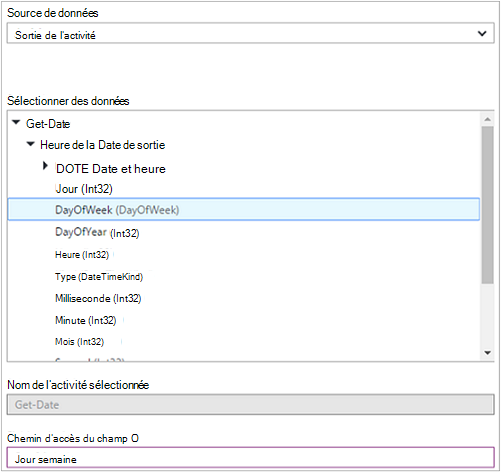 Source de données
Sortie de l'activité
Sélectionner des données
Get-Date
Heure de la Date de sortie
DOTE Date et heure
Jour (Int32)
DayOfWeek (DayOfWeek)
DayOfYear (Int32)
Heure (Int32)
Type (DateTimeKind)
Milliseconde (Int32)
Minute (Int32)
Mois (Int32)
Nom de l'activité sélectionnée
Get-Date
Chemin d'accès du champ O
Jour semaine